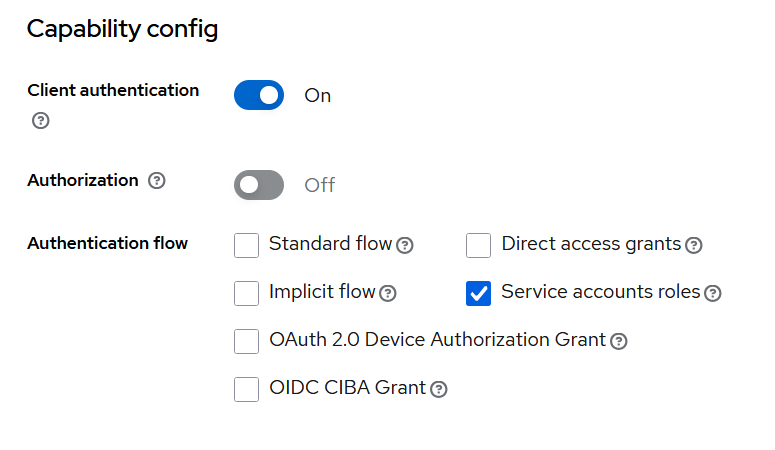 Capability config
Client authentication
On
Authorization
Off
Authentication flow
Standard flow
Direct access grants
Implicit flow
Service accounts roles
OAuth 2.0 Device Authorization Grant
OIDC CIBA Grant